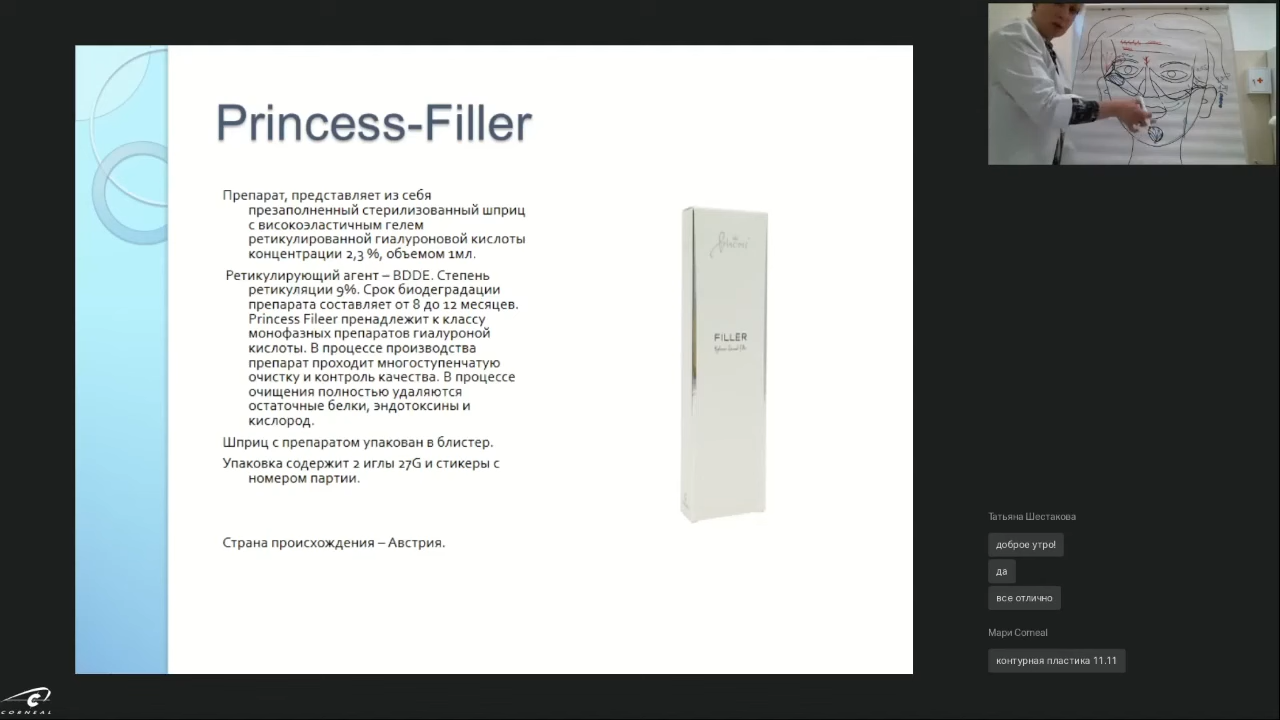 Princess-Filler
Препарат, представляет из себя
презаполненный стерилизованный шприц
с високоэластичным гелем
ретикулированной гиалуроновой кислоты
концентрации 2,3 %, объемом 1мл.
Ретикулирующий агент – BDDE. Степень
ретикуляции 9%. Срок биодеградации
препарата составляет от 8 до 12 месяцев.
Princess Fileer пренадлежит к классу
монофазных препаратов гиалуроной
кислоты. В процессе производства
препарат проходит многоступенчатую
очистку и контроль качества. В процессе
очищения полностью удаляются
остаточные белки, эндотоксины и
кислород.
Шприц с препаратом упакован в блистер.
Упаковка содержит 2 иглы 27G и стикеры с
номером партии.
Страна происхождения – Австрия.
FILLER
Татьяна Шестакова
доброе утро!
да
все отлично
Мари Corneal
контурная пластика 11.11
CORNEAL